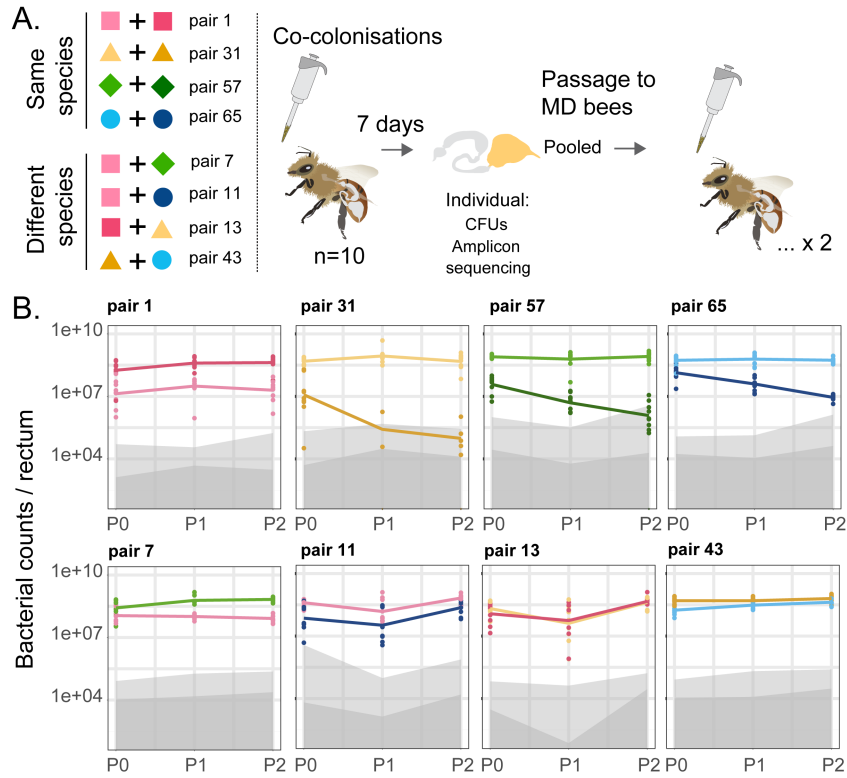 A.
Same species
+ pair 1
+ pair 31
+ pair 57
+ pair 65
Different species
+ pair 7
+ pair 11
+ pair 13
+ pair 43
Co-colonisations
n=10
7 days
Individual:
CFUs
Amplicon
sequencing
Pooled
Passage to
MD bees
... x 2
B.
Bacterial counts / rectum
pair 1
pair 31
pair 57
pair 65
1e+10
1e+07
1e+04
P0 P1 P2
P0 P1 P2
P0 P1 P2
P0 P1 P2
pair 7
pair 11
pair 13
pair 43
1e+10
1e+07
1e+04
P0 P1 P2
P0 P1 P2
P0 P1 P2
P0 P1 P2